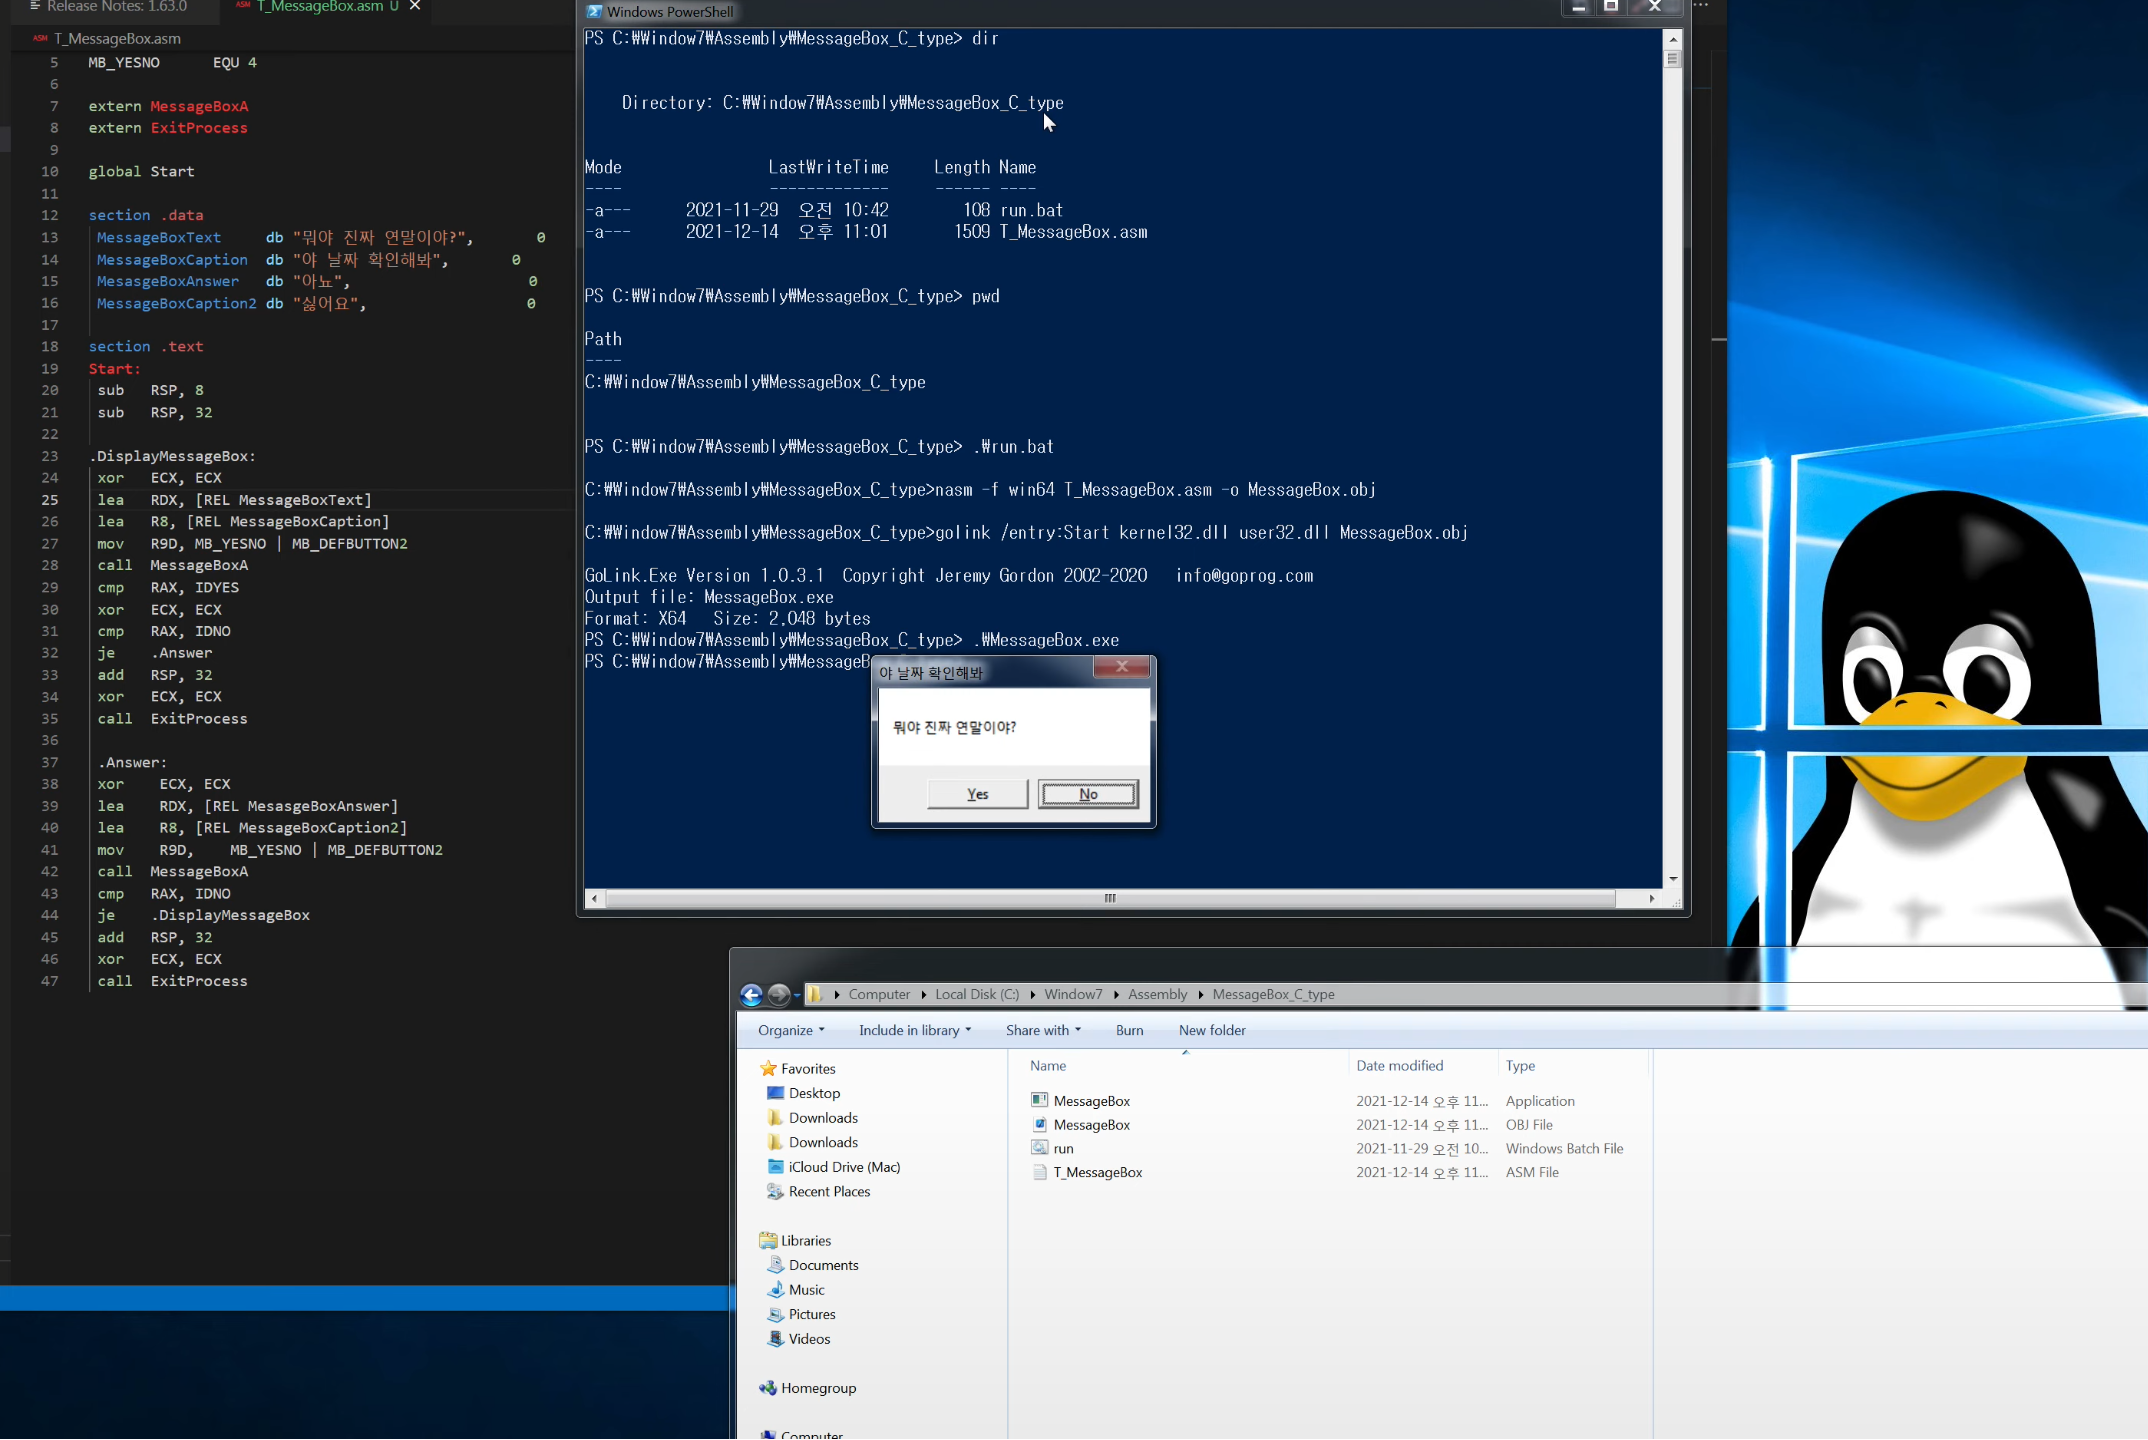 Release Notes: 1.63.0
ASM T_MessageBox.asm U
ASM T_MessageBox.asm
5 MB_YESNO EQU 4
6
7 extern MessageBoxA
8 extern ExitProcess
9
10 global Start
11
12 section .data
13 MessageBoxText db "뭐야 진짜 연말이야?", 0
14 MessageBoxCaption db "야 날짜 확인해봐", 0
15 MesasgeBoxAnswer db "아뇨", 0
16 MessageBoxCaption2 db "싫어요", 0
17
18 section .text
19 Start:
20 sub RSP, 8
21 sub RSP, 32
22
23 .DisplayMessageBox:
24 xor ECX, ECX
25 lea RDX, [REL MessageBoxText]
26 lea R8, [REL MessageBoxCaption]
27 mov R9D, MB_YESNO | MB_DEFBUTTON2
28 call MessageBoxA
29 cmp RAX, IDYES
30 xor ECX, ECX
31 cmp RAX, IDNO
32 je .Answer
33 add RSP, 32
34 xor ECX, ECX
35 call ExitProcess
36
37 .Answer:
38 xor ECX, ECX
39 lea RDX, [REL MesasgeBoxAnswer]
40 lea R8, [REL MessageBoxCaption2]
41 mov R9D, MB_YESNO | MB_DEFBUTTON2
42 call MessageBoxA
43 cmp RAX, IDNO
44 je .DisplayMessageBox
45 add RSP, 32
46 xor ECX, ECX
47 call ExitProcess
Windows PowerShell
PS C:₩Window7₩Assembly₩MessageBox_C_type> dir
Directory: C:₩Window7₩Assembly₩MessageBox_C_type
Mode LastWriteTime Length Name
---- ------------- ------ ----
-a--- 2021-11-29 오전 10:42 108 run.bat
-a--- 2021-12-14 오후 11:01 1509 T_MessageBox.asm
PS C:₩Window7₩Assembly₩MessageBox_C_type> pwd
Path
----
C:₩Window7₩Assembly₩MessageBox_C_type
PS C:₩Window7₩Assembly₩MessageBox_C_type> .₩run.bat
C:₩Window7₩Assembly₩MessageBox_C_type>nasm -f win64 T_MessageBox.asm -o MessageBox.obj
C:₩Window7₩Assembly₩MessageBox_C_type>golink /entry:Start kernel32.dll user32.dll MessageBox.obj
GoLink.Exe Version 1.0.3.1 Copyright Jeremy Gordon 2002-2020 info@goprog.com
Output file: MessageBox.exe
Format: X64 Size: 2,048 bytes
PS C:₩Window7₩Assembly₩MessageBox_C_type> .₩MessageBox.exe
PS C:₩Window7₩Assembly₩MessageB
야 날짜 확인해봐
뭐야 진짜 연말이야?
Yes No
Computer Local Disk (C:) Window7 Assembly MessageBox_C_type
Organize Include in library Share with Burn New folder
Favorites
Desktop
Downloads
Downloads
iCloud Drive (Mac)
Recent Places
Libraries
Documents
Music
Pictures
Videos
Homegroup
Computer
Name Date modified Type
MessageBox 2021-12-14 오후 11... Application
MessageBox 2021-12-14 오후 11... OBJ File
run 2021-11-29 오전 10... Windows Batch File
T_MessageBox 2021-12-14 오후 11... ASM File